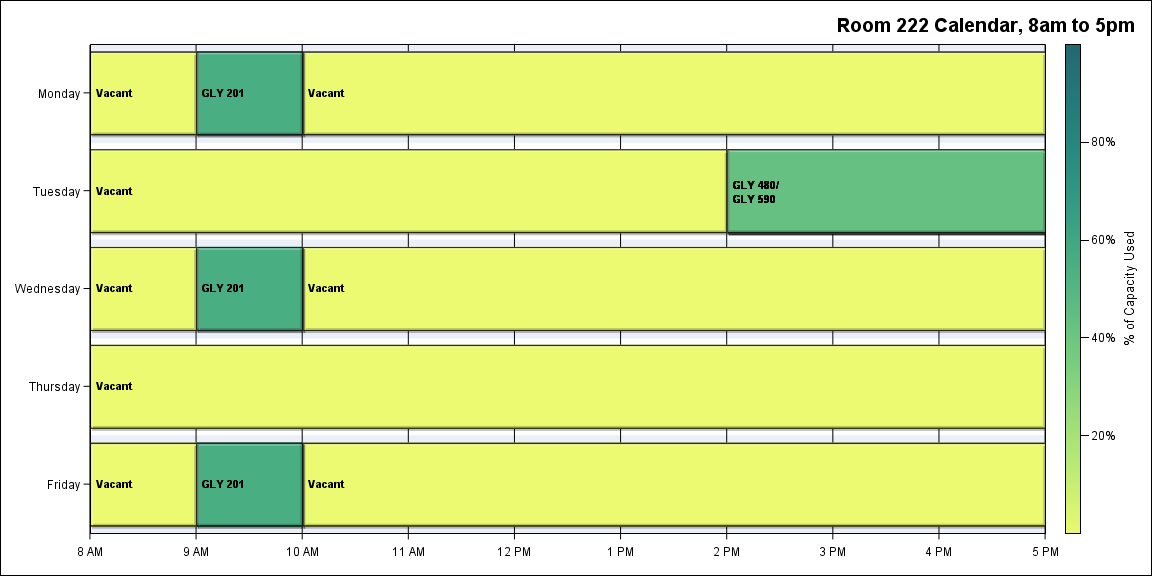 Room 222 Calendar, 8am to 5pm
Monday
Vacant
GLY 201
Vacant
Tuesday
Vacant
GLY 480/
GLY 590
Wednesday
Vacant
GLY 201
Vacant
Thursday
Vacant
Friday
Vacant
GLY 201
Vacant
8 AM
9 AM
10 AM
11 AM
12 PM
1 PM
2 PM
3 PM
4 PM
5 PM
80%
60%
40%
20%
% of Capacity Used